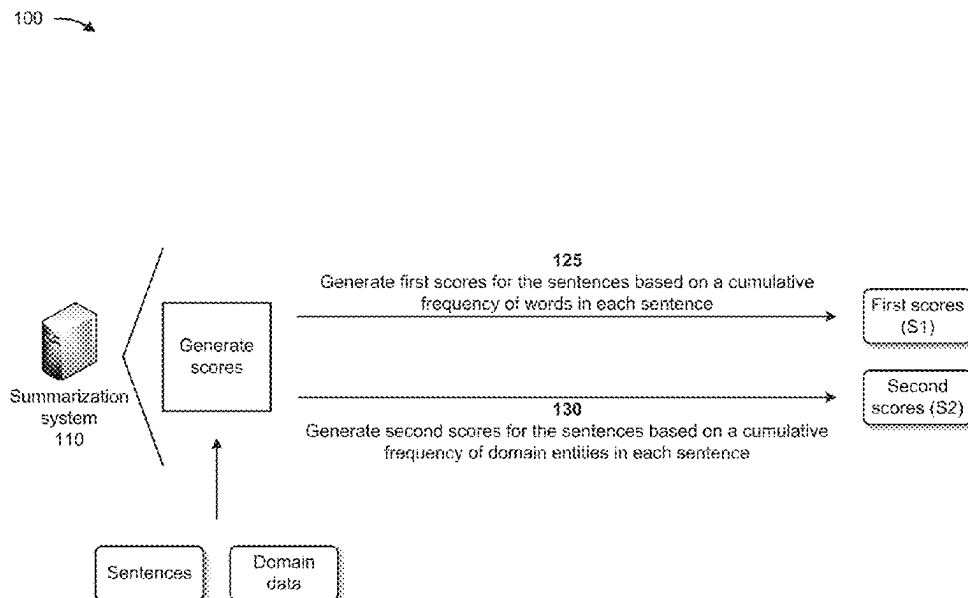 100
125
Generate first scores for the sentences based on a cumulative
frequency of words in each sentence
First scores
(S1)
Generate
scores
Summarization
system
110
Second
scores (S2)
130
Generate second scores for the sentences based on a cumulative
frequency of domain entities in each sentence
Sentences
Domain
data